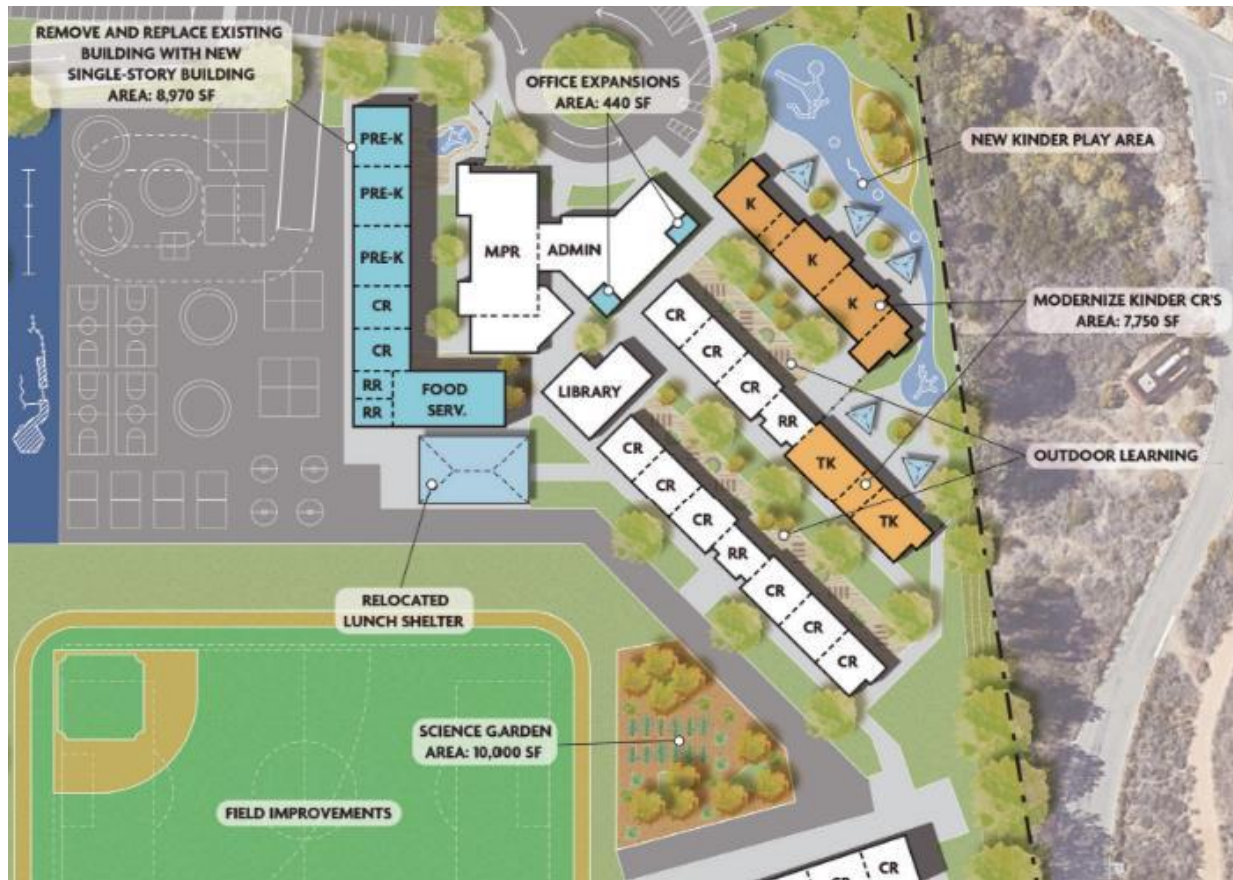 REMOVE AND REPLACE EXISTING
BUILDING WITH NEW
SINGLE-STORY BUILDING
AREA: 8,970 SF
OFFICE EXPANSIONS
AREA: 440 SF
NEW KINDER PLAY AREA
PRE-K
PRE-K
PRE-K
CR
CR
RR
RR
FOOD
SERV.
MPR
ADMIN
LIBRARY
K
K
K
MODERNIZE KINDER CR'S
AREA: 7,750 SF
CR
CR
CR
RR
TK
TK
OUTDOOR LEARNING
CR
CR
CR
RR
CR
CR
CR
RELOCATED
LUNCH SHELTER
SCIENCE GARDEN
AREA: 10,000 SF
FIELD IMPROVEMENTS
CR
CR